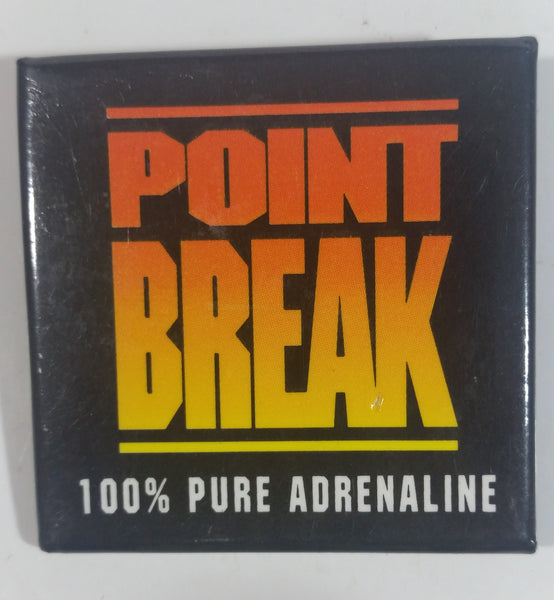 POINT
BREAK
100% PURE ADRENALINE